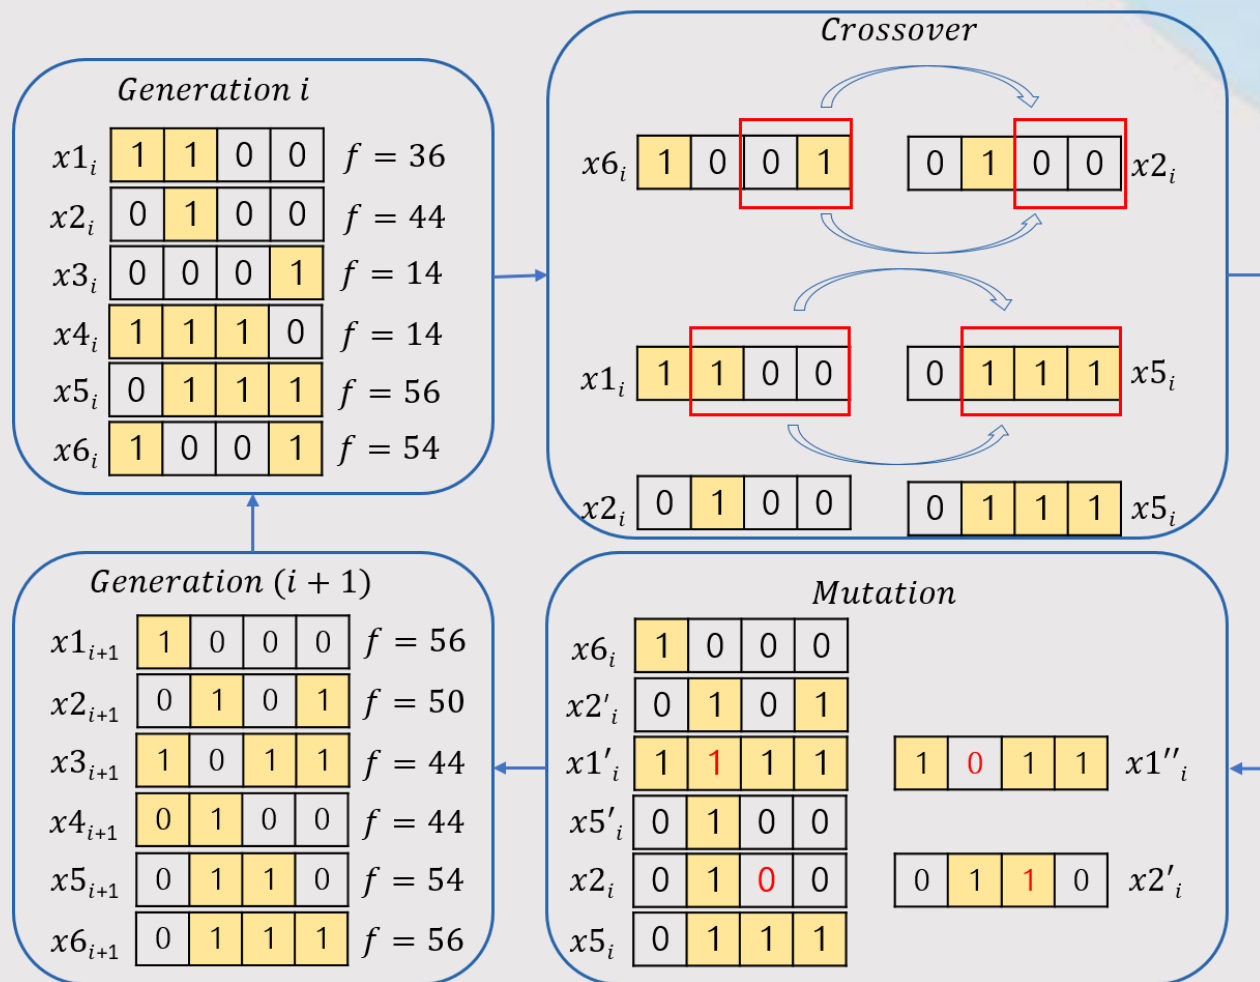 Generation i
x1ᵢ 1 1 0 0 f = 36
x2ᵢ 0 1 0 0 f = 44
x3ᵢ 0 0 0 1 f = 14
x4ᵢ 1 1 1 0 f = 14
x5ᵢ 0 1 1 1 f = 56
x6ᵢ 1 0 0 1 f = 54
Crossover
x6ᵢ 1 0 0 1 0 1 0 0 x2ᵢ
x1ᵢ 1 1 0 0 0 1 1 1 x5ᵢ
x2ᵢ 0 1 0 0 0 1 1 1 x5ᵢ
Generation (i + 1)
x1ᵢ₊₁ 1 0 0 0 f = 56
x2ᵢ₊₁ 0 1 0 1 f = 50
x3ᵢ₊₁ 1 0 1 1 f = 44
x4ᵢ₊₁ 0 1 0 0 f = 44
x5ᵢ₊₁ 0 1 1 0 f = 54
x6ᵢ₊₁ 0 1 1 1 f = 56
Mutation
x6ᵢ 1 0 0 0
x2'ᵢ 0 1 0 1
x1'ᵢ 1 1 1 1 1 0 1 1 x1''ᵢ
x5'ᵢ 0 1 0 0
x2ᵢ 0 1 0 0 0 1 1 0 x2'ᵢ
x5ᵢ 0 1 1 1